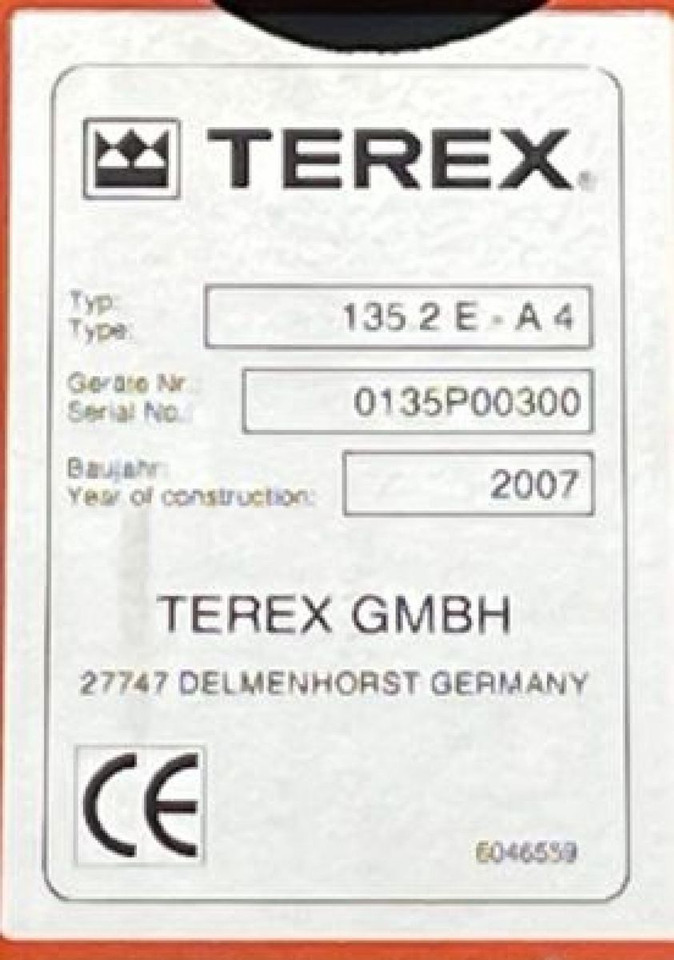 TEREX®
Typ:
Type:
135.2 E - A 4
Geräte Nr.:
Serial No.:
0135P00300
Baujahr:
Year of construction:
2007
TEREX GMBH
27747 DELMENHORST GERMANY
CE
6046559